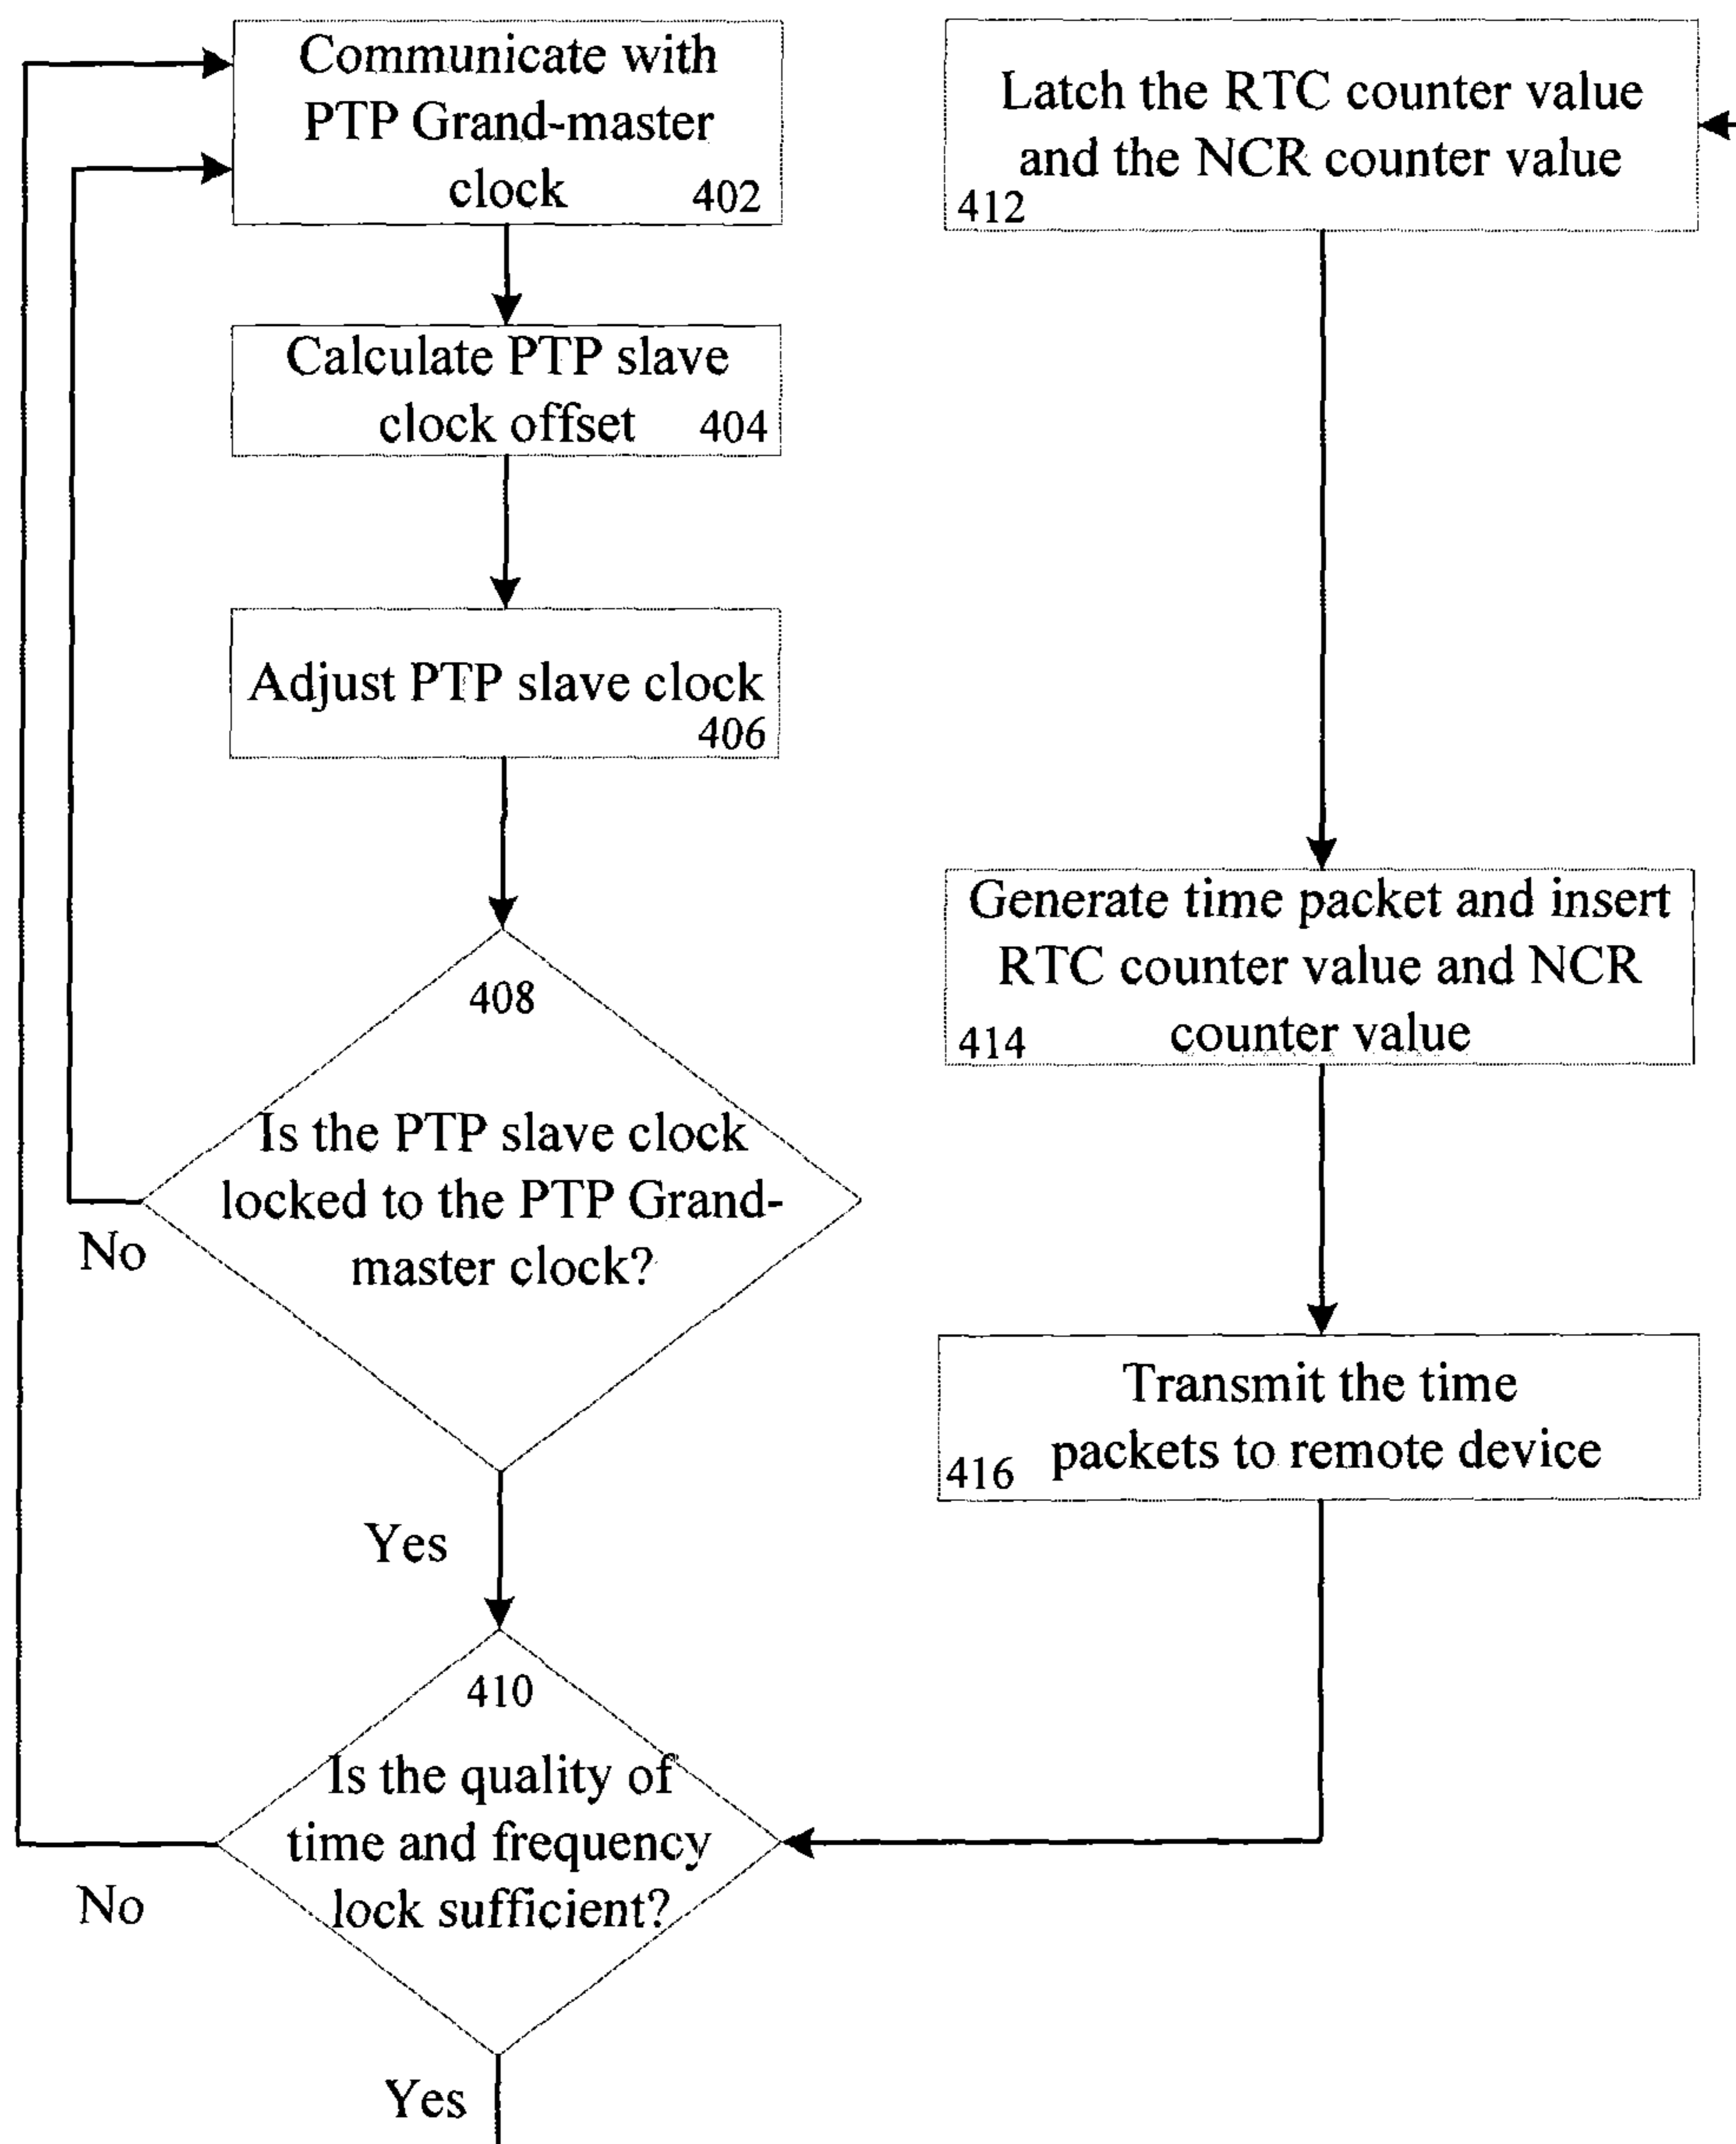 Communicate with
PTP Grand-master
clock 402
Calculate PTP slave
clock offset 404
Adjust PTP slave clock
406
408
Is the PTP slave clock
locked to the PTP Grand-
master clock?
No
Yes
410
Is the quality of
time and frequency
lock sufficient?
No
Yes
Latch the RTC counter value
and the NCR counter value
412
Generate time packet and insert
RTC counter value and NCR
414 counter value
Transmit the time
416 packets to remote device